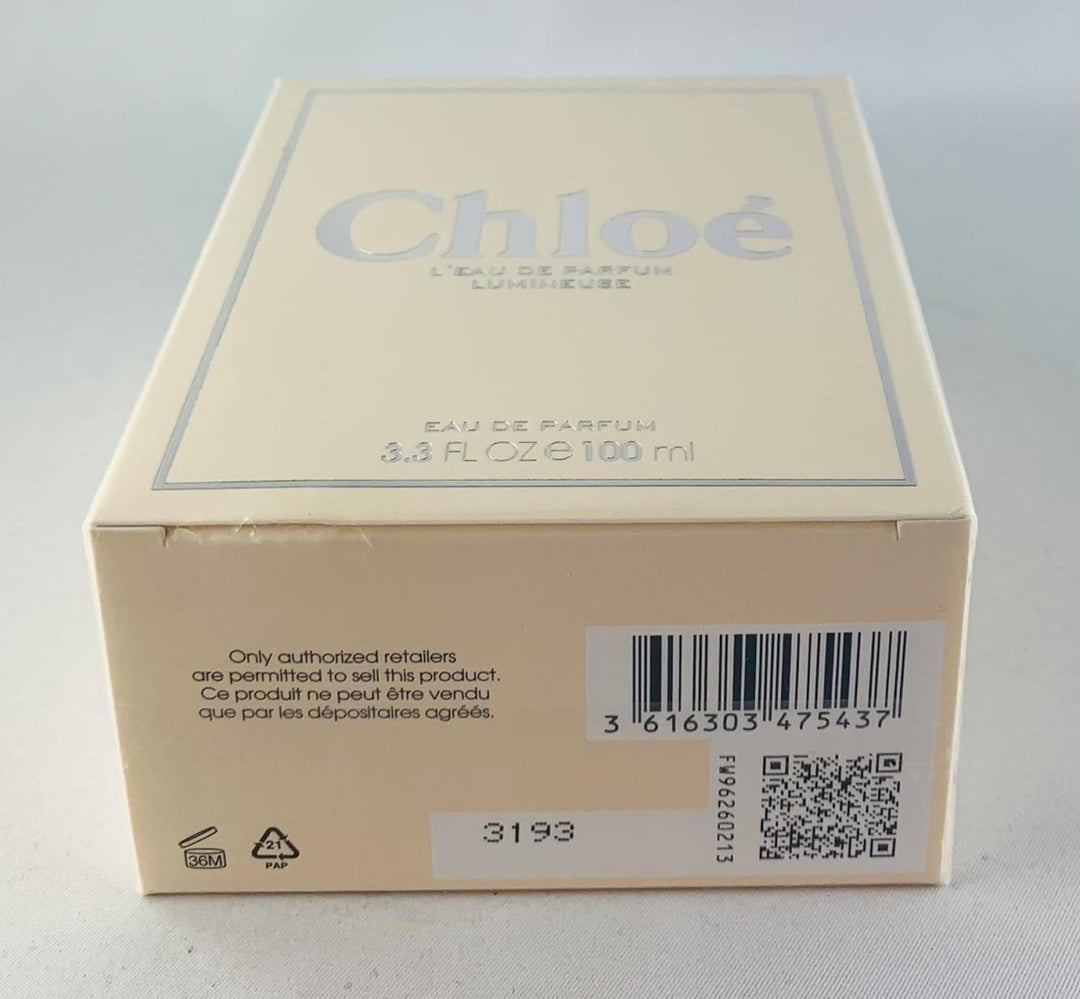 Chloé
L'EAU DE PARFUM
LUMINEUSE
EAU DE PARFUM
3.3 FL OZ e 100 ml
Only authorized retailers
are permitted to sell this product.
Ce produit ne peut être vendu
que par les dépositaires agréés.
3 616303 475437
FW96260213
3193
36M
21
PAP